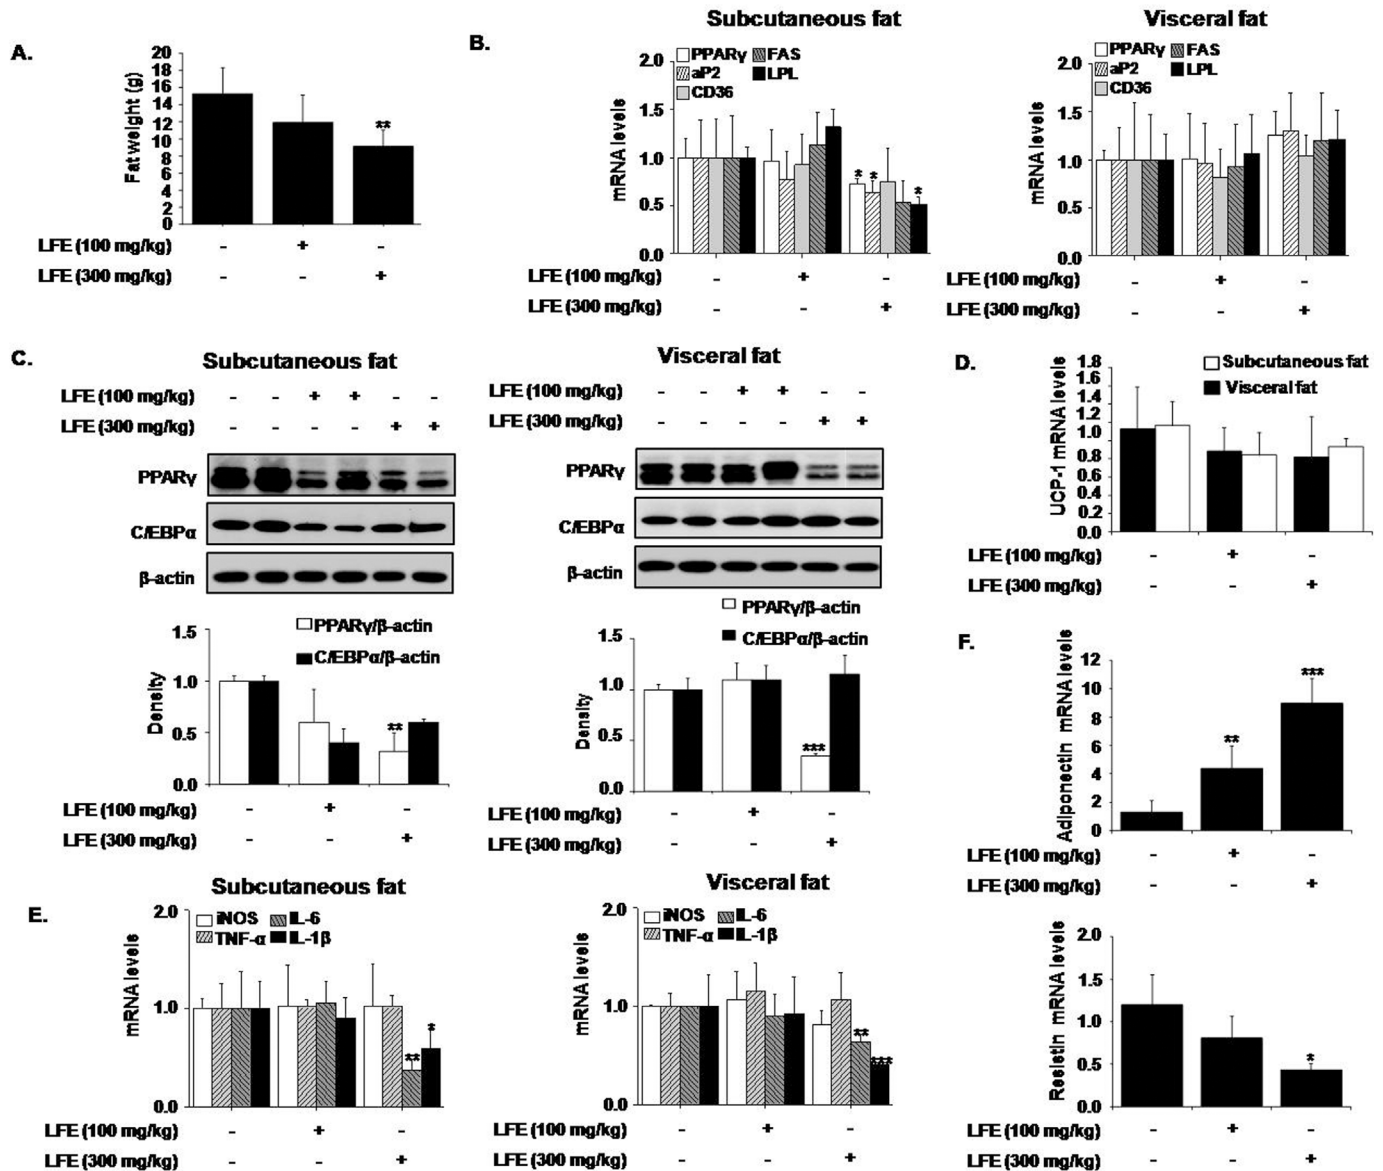 A.
Fat weight (g)
20
18
16
14
12
10
8
6
4
2
0
**
LFE (100 mg/kg) - + -
LFE (300 mg/kg) - - +
B.
Subcutaneous fat
PPARγ FAS
aP2 LPL
CD36
mRNA levels
2.0
1.5
1.0
0.5
0.0
* * *
LFE (100 mg/kg) - + -
LFE (300 mg/kg) - - +
Visceral fat
PPARγ FAS
aP2 LPL
CD36
mRNA levels
2.0
1.5
1.0
0.5
0.0
LFE (100 mg/kg) - + -
LFE (300 mg/kg) - - +
C.
Subcutaneous fat
LFE (100 mg/kg) - - + + - -
LFE (300 mg/kg) - - - - + +
PPARγ
C/EBPα
β-actin
PPARγ/β-actin
C/EBPα/β-actin
Density
1.5
1.0
0.5
0.0
**
LFE (100 mg/kg) - + -
LFE (300 mg/kg) - - +
Visceral fat
LFE (100 mg/kg) - - + + - -
LFE (300 mg/kg) - - - - + +
PPARγ
C/EBPα
β-actin
PPARγ/β-actin
C/EBPα/β-actin
Density
1.5
1.0
0.5
0.0
***
LFE (100 mg/kg) - + -
LFE (300 mg/kg) - - +
D.
Subcutaneous fat
Visceral fat
UCP-1 mRNA levels
1.8
1.6
1.4
1.2
1.0
0.8
0.6
0.4
0.2
0.0
LFE (100 mg/kg) - + -
LFE (300 mg/kg) - - +
E.
Subcutaneous fat
iNOS IL-6
TNF-α IL-1β
mRNA levels
2.0
1.0
0.0
** *
LFE (100 mg/kg) - + -
LFE (300 mg/kg) - - +
Visceral fat
iNOS IL-6
TNF-α IL-1β
mRNA levels
2.0
1.0
0.0
** ***
LFE (100 mg/kg) - + -
LFE (300 mg/kg) - - +
F.
Adiponectin mRNA levels
12
10
8
6
4
2
0
** ***
LFE (100 mg/kg) - + -
LFE (300 mg/kg) - - +
Resistin mRNA levels
2.0
1.5
1.0
0.5
0.0
*
LFE (100 mg/kg) - + -
LFE (300 mg/kg) - - +